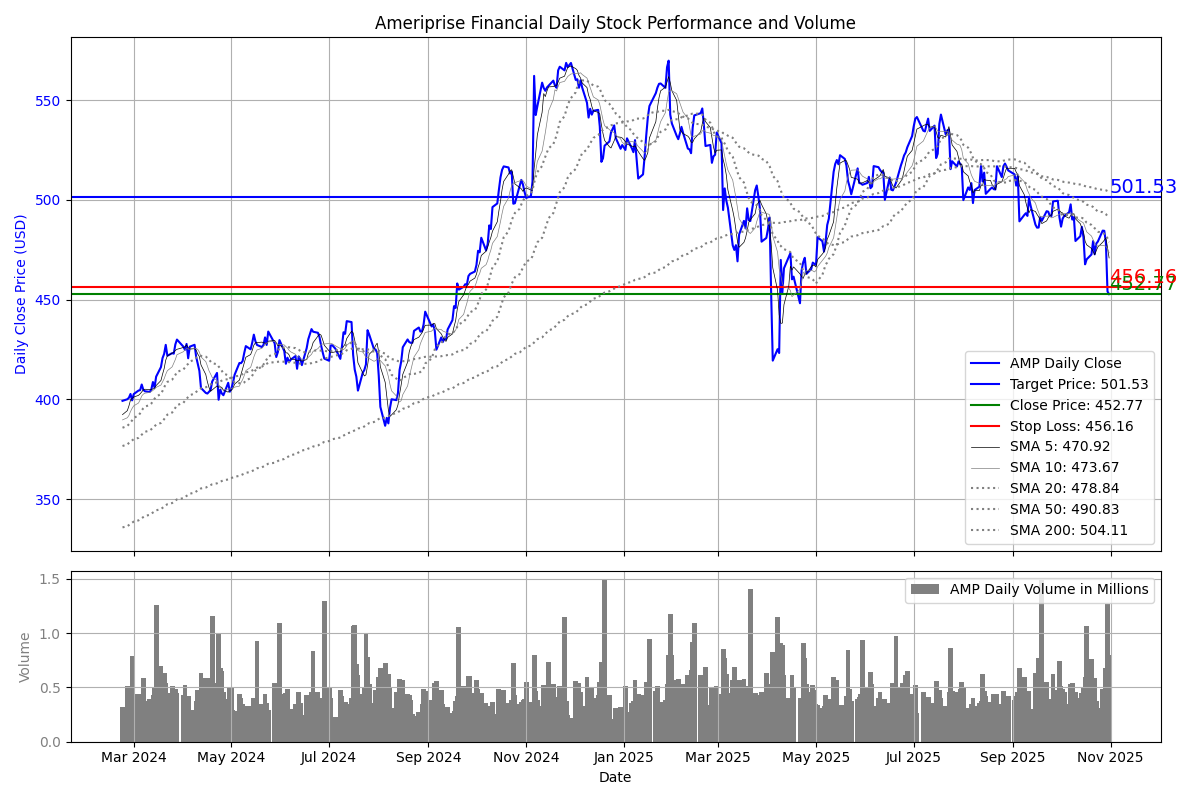 Ameriprise Financial Daily Stock Performance and Volume
Daily Close Price (USD)
550
500
450
400
350
501.53
456.16
452.77
AMP Daily Close
Target Price: 501.53
Close Price: 452.77
Stop Loss: 456.16
SMA 5: 470.92
SMA 10: 473.67
SMA 20: 478.84
SMA 50: 490.83
SMA 200: 504.11
Volume
1.5
1.0
0.5
0.0
AMP Daily Volume in Millions
Mar 2024
May 2024
Jul 2024
Sep 2024
Nov 2024
Jan 2025
Mar 2025
May 2025
Jul 2025
Sep 2025
Nov 2025
Date